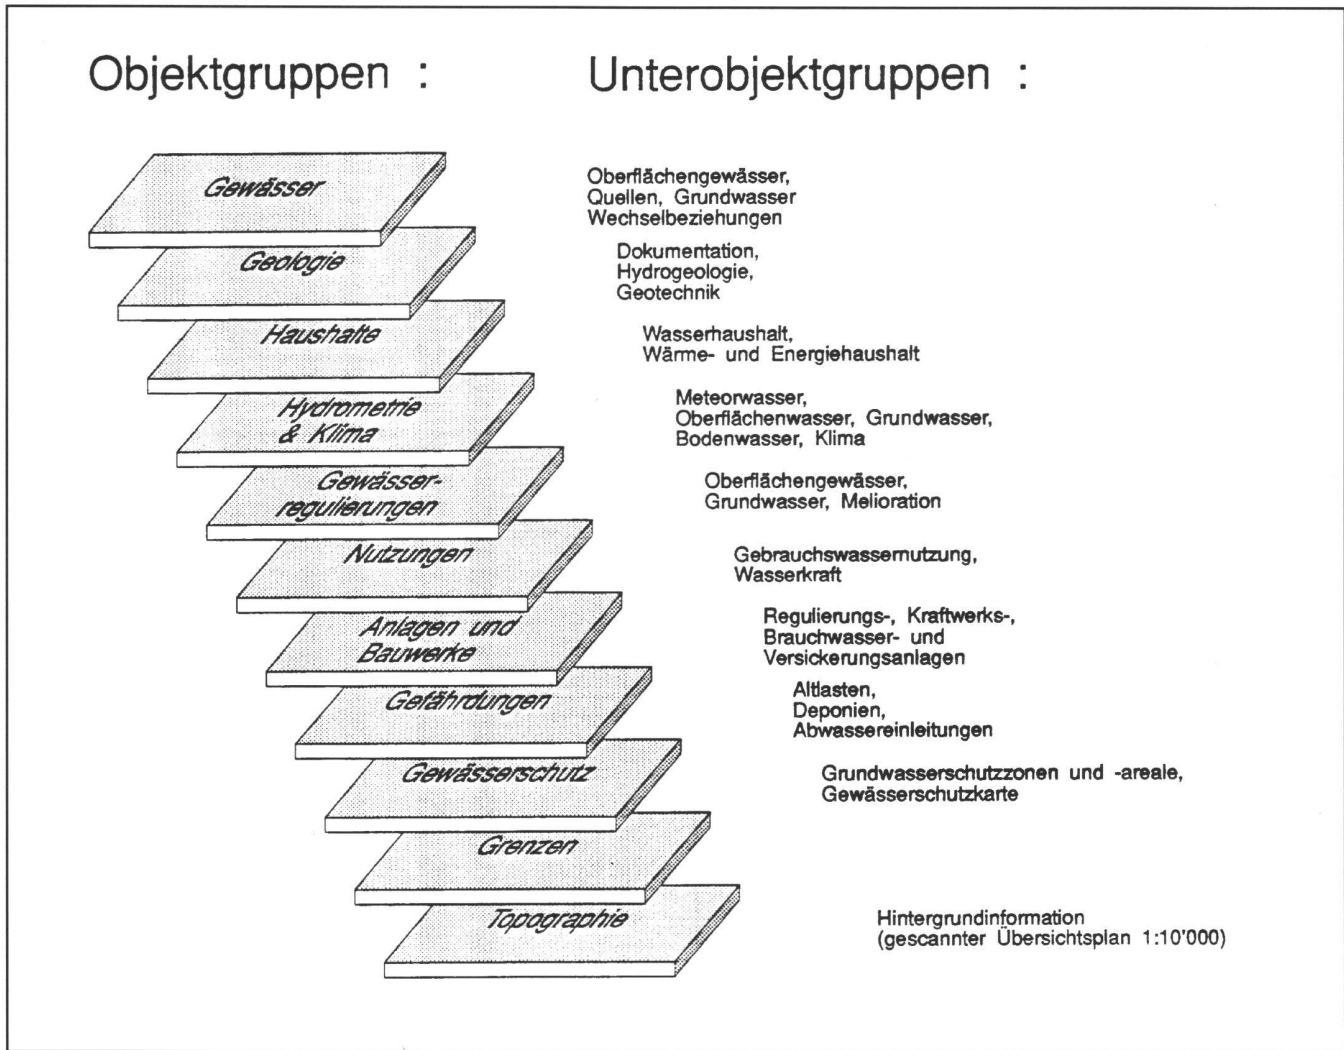 Objektgruppen :
Unterobjektgruppen :
Gewässer
Oberflächengewässer,
Quellen, Grundwasser
Wechselbeziehungen
Geologie
Dokumentation,
Hydrogeologie,
Geotechnik
Haushalte
Wasserhaushalt,
Wärme- und Energiehaushalt
Hydrometrie
& Klima
Meteorwasser,
Oberflächenwasser, Grundwasser,
Bodenwasser, Klima
Gewässer-
regulierungen
Oberflächengewässer,
Grundwasser, Melioration
Nutzungen
Gebrauchswassernutzung,
Wasserkraft
Anlagen und
Bauwerke
Regulierungs-, Kraftwerks-,
Brauchwasser- und
Versickerungsanlagen
Gefährdungen
Altlasten,
Deponien,
Abwassereinleitungen
Gewässerschutz
Grundwasserschutzzonen und -areale,
Gewässerschutzkarte
Grenzen
Topographie
Hintergrundinformation
(gescannter Übersichtsplan 1:10'000)